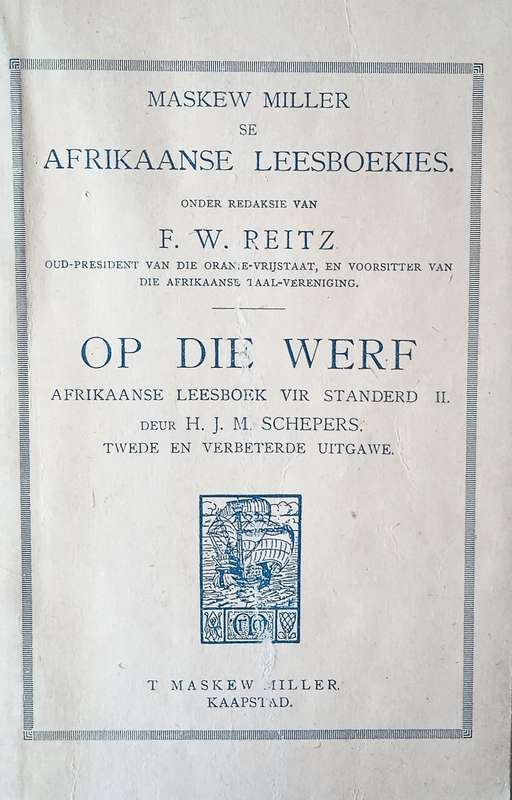 MASKEW MILLER
SE
AFRIKAANSE LEESBOEKIES.
ONDER REDAKSIE VAN
F. W. REITZ
OUD-PRESIDENT VAN DIE ORANJE-VRIJSTAAT, EN VOORSITTER VAN
DIE AFRIKAANSE TAAL-VERENIGING.
OP DIE WERF
AFRIKAANSE LEESBOEK VIR STANDERD II.
DEUR H. J. M. SCHEPERS.
TWEDE EN VERBETERDE UITGAWE.
T MASKEW MILLER.
KAAPSTAD.